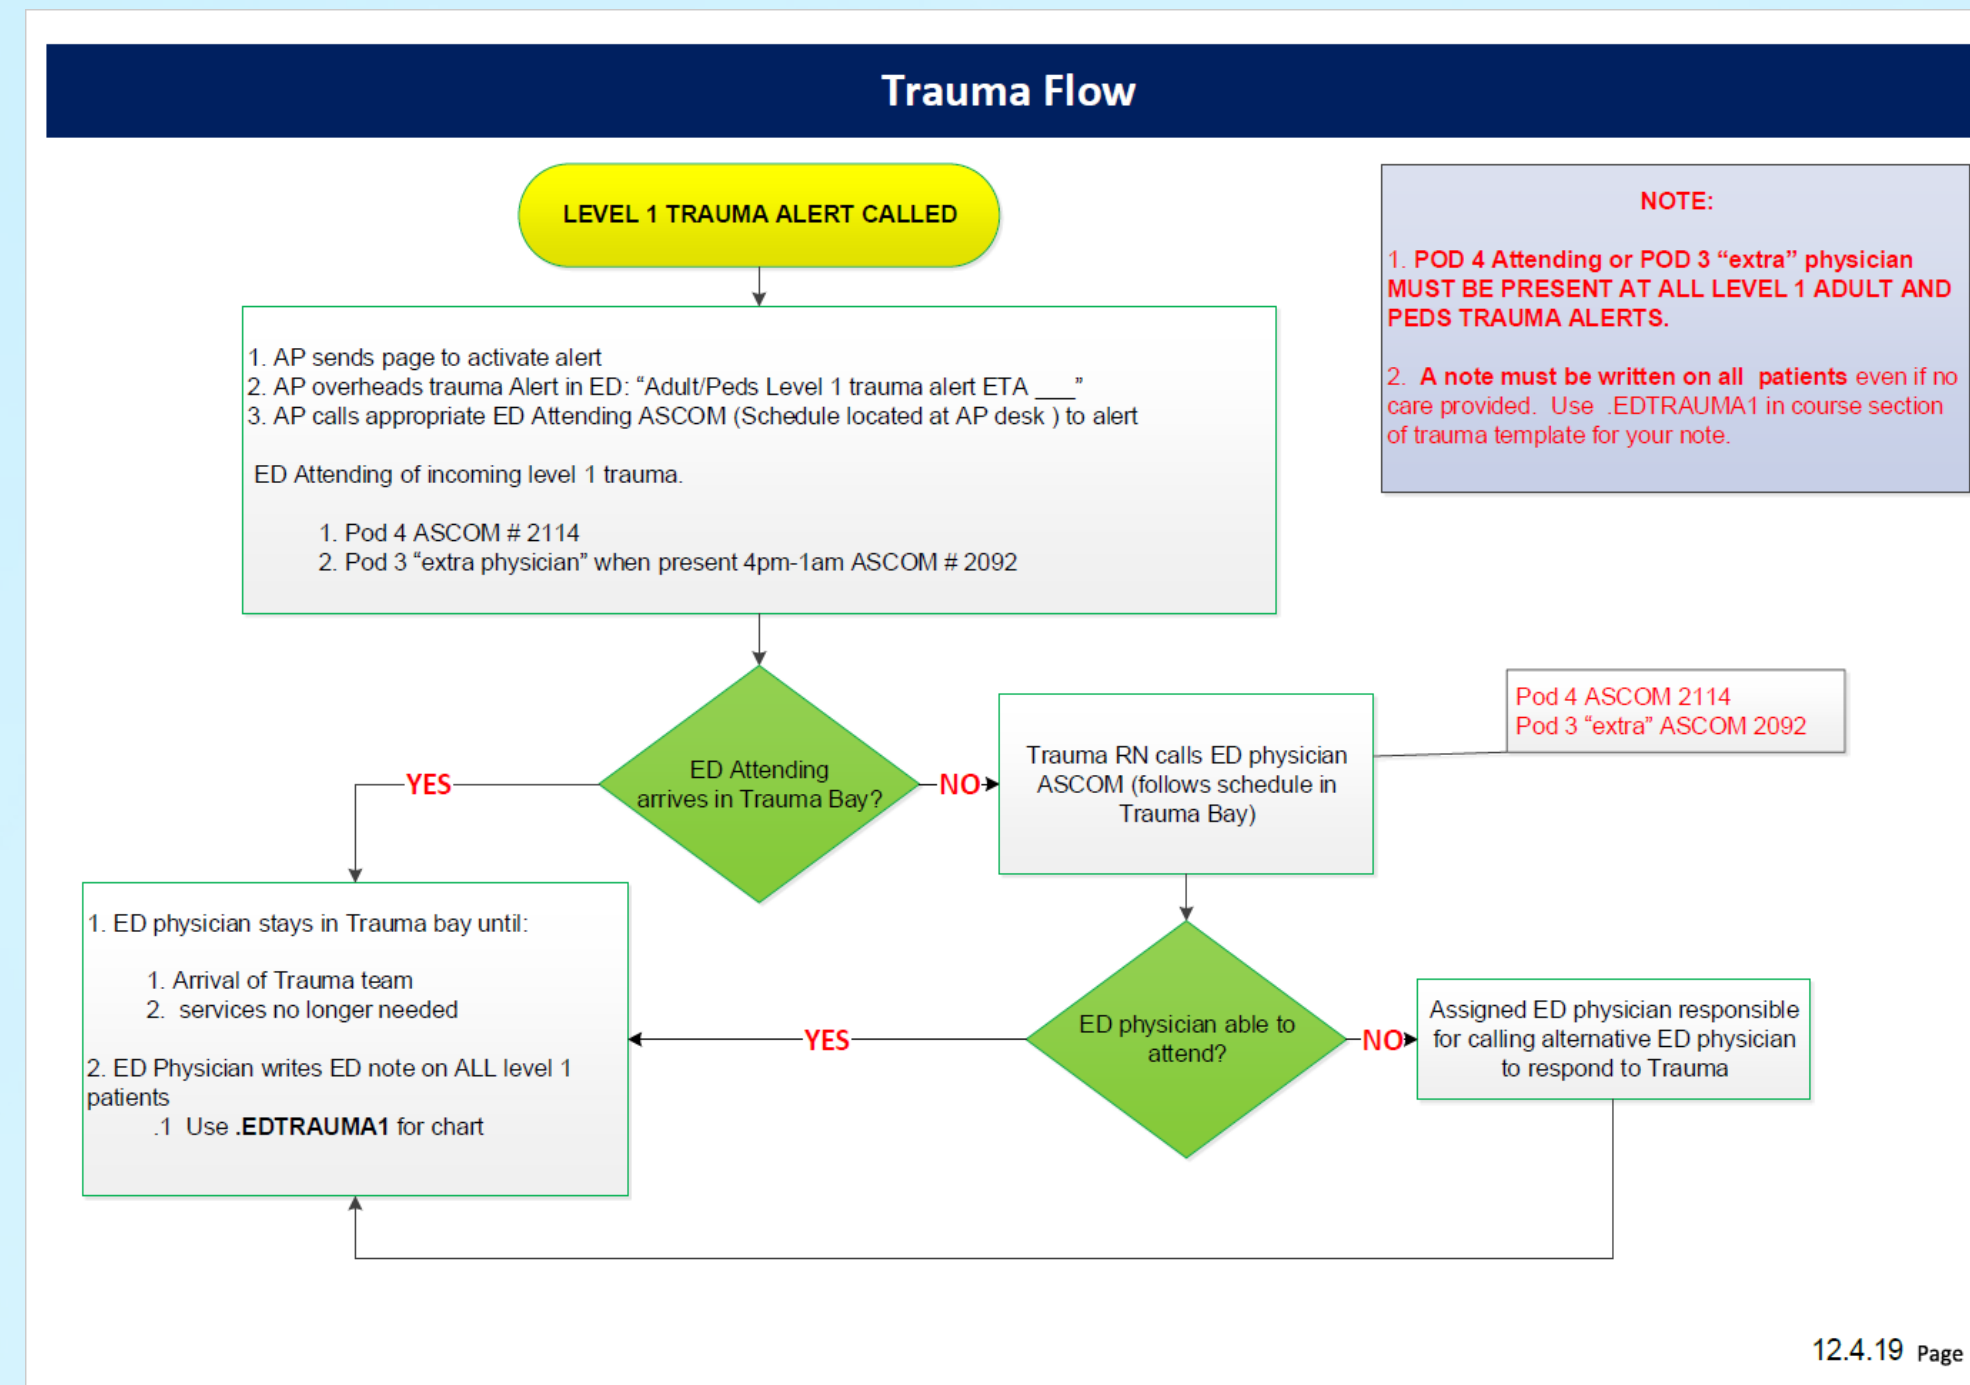 Trauma Flow
LEVEL 1 TRAUMA ALERT CALLED
NOTE:
1. POD 4 Attending or POD 3 “extra” physician
MUST BE PRESENT AT ALL LEVEL 1 ADULT AND
PEDS TRAUMA ALERTS.
2. A note must be written on all patients even if no
care provided. Use .EDTRAUMA1 in course section
of trauma template for your note.
1. AP sends page to activate alert
2. AP overheads trauma Alert in ED: “Adult/Peds Level 1 trauma alert ETA ___”
3. AP calls appropriate ED Attending ASCOM (Schedule located at AP desk ) to alert
ED Attending of incoming level 1 trauma.
1. Pod 4 ASCOM # 2114
2. Pod 3 “extra physician” when present 4pm-1am ASCOM # 2092
ED Attending
arrives in Trauma Bay?
YES
NO
Trauma RN calls ED physician
ASCOM (follows schedule in
Trauma Bay)
Pod 4 ASCOM 2114
Pod 3 “extra” ASCOM 2092
1. ED physician stays in Trauma bay until:
1. Arrival of Trauma team
2. services no longer needed
2. ED Physician writes ED note on ALL level 1
patients
.1 Use .EDTRAUMA1 for chart
ED physician able to
attend?
YES
NO
Assigned ED physician responsible
for calling alternative ED physician
to respond to Trauma
12.4.19 Page